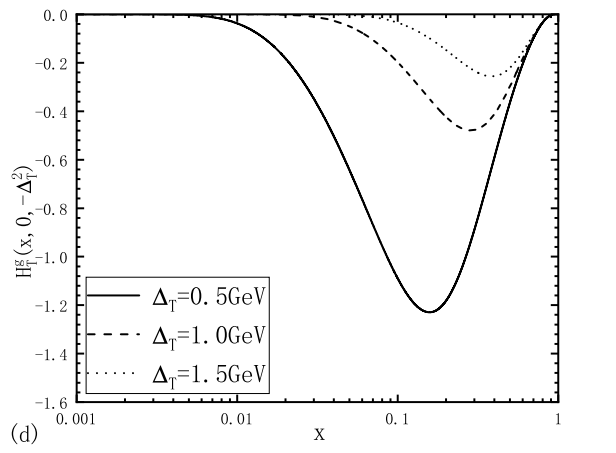 0.0
-0.2
-0.4
-0.6
-0.8
-1.0
-1.2
-1.4
-1.6
H_T^g(x, 0, -Δ_T^2)
Δ_T=0.5GeV
Δ_T=1.0GeV
Δ_T=1.5GeV
0.001 0.01 0.1 1
(d) x